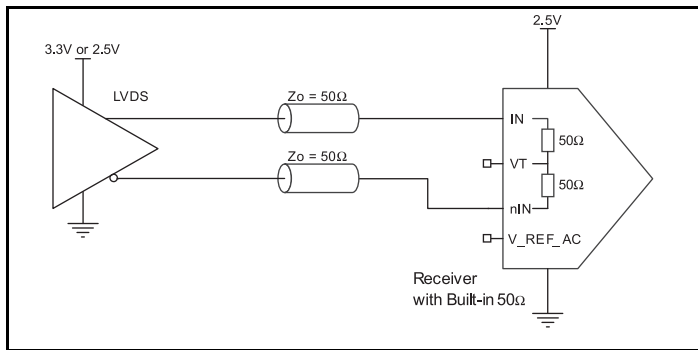 2.5V
3.3V or 2.5V
LVDS
Zo = 50Ω
IN
50Ω
Zo = 50Ω
VT
50Ω
nIN
V_REF_AC
Receiver
with Built-in 50Ω